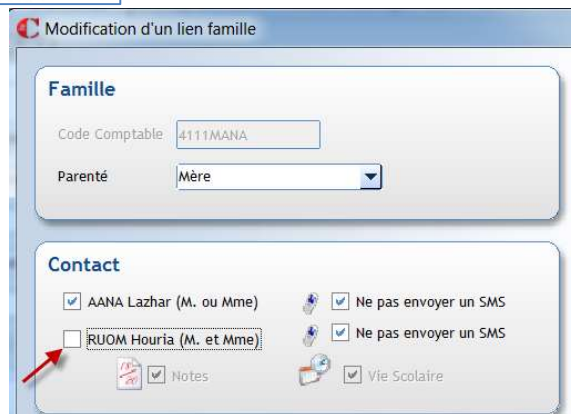 Modification d'un lien famille
Famille
Code Comptable 4111MANA
Parenté Mère
Contact
AANA Lazhar (M. ou Mme) Ne pas envoyer un SMS
RUOM Houria (M. et Mme) Ne pas envoyer un SMS
Notes Vie Scolaire